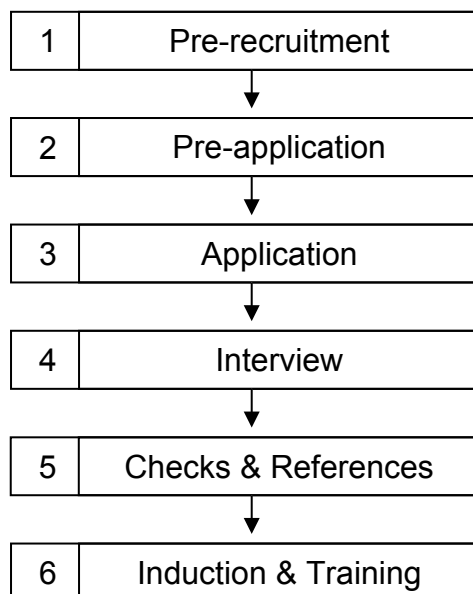 1 Pre-recruitment
2 Pre-application
3 Application
4 Interview
5 Checks & References
6 Induction & Training